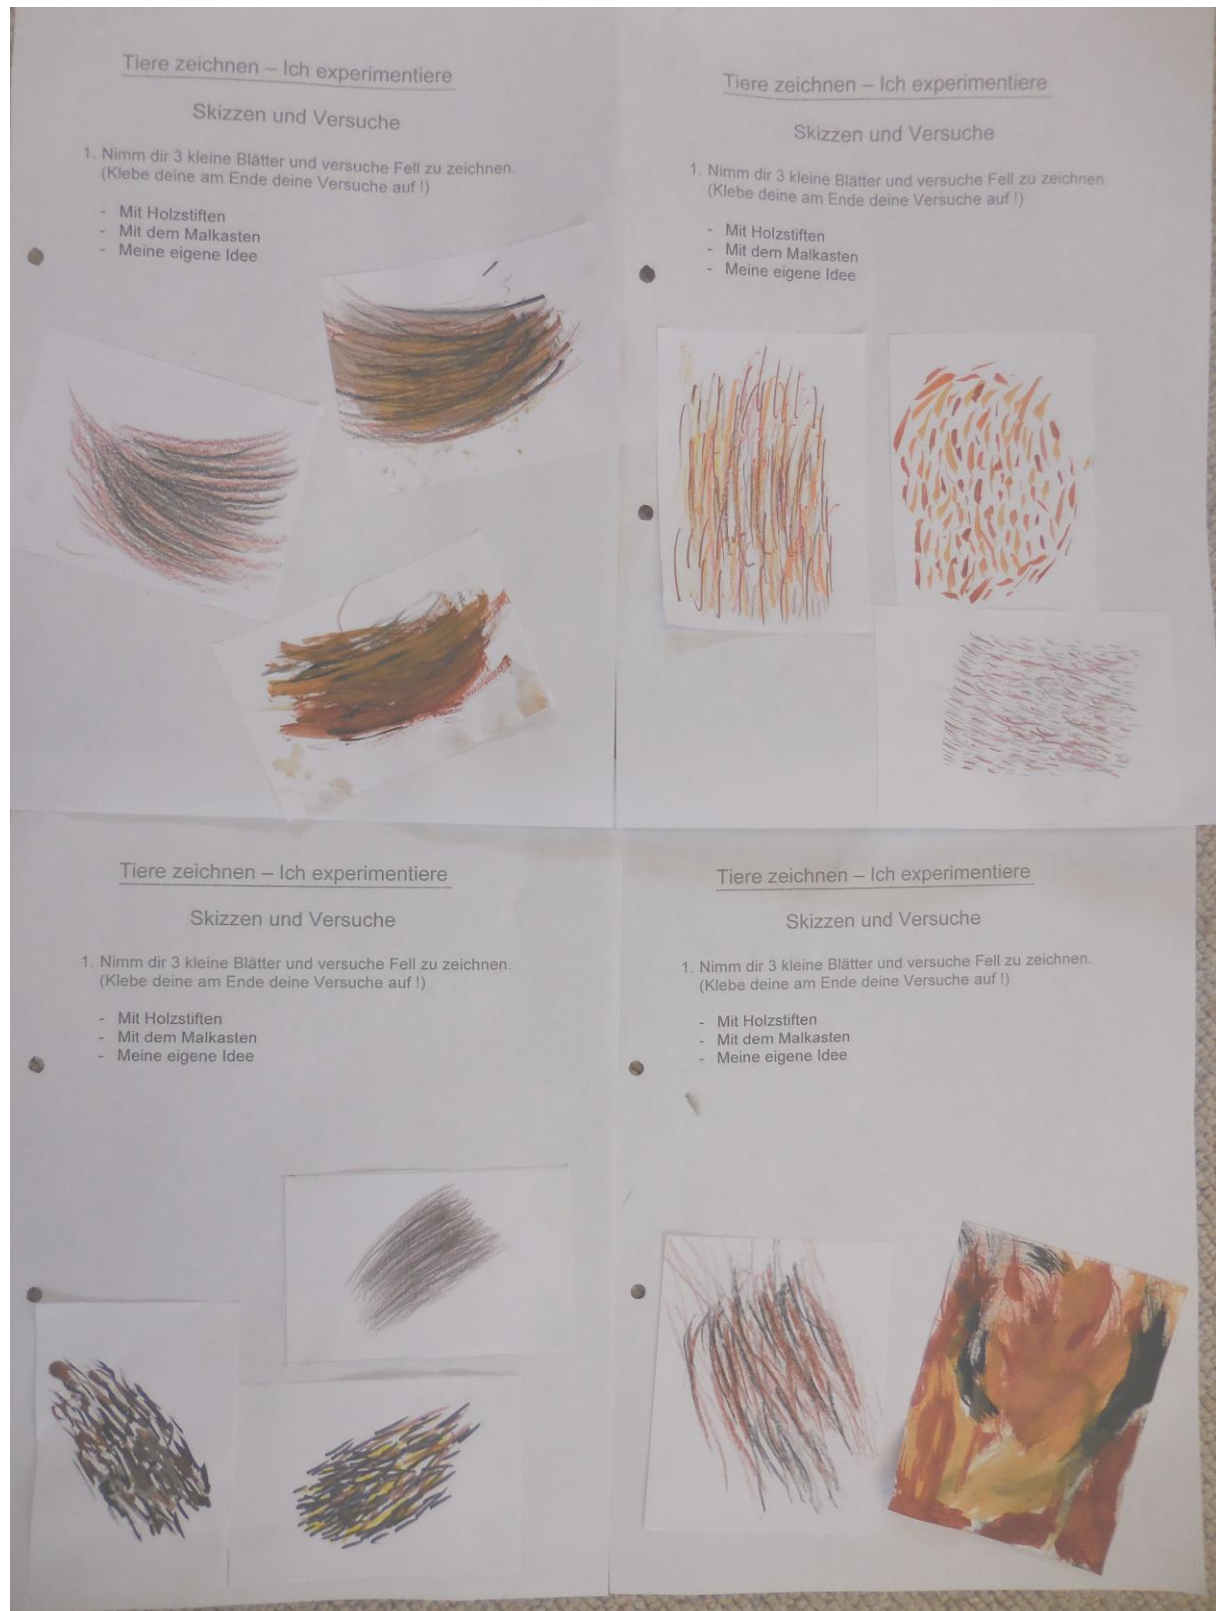 Tiere zeichnen – Ich experimentiere
Skizzen und Versuche
1. Nimm dir 3 kleine Blätter und versuche Fell zu zeichnen.
(Klebe deine am Ende deine Versuche auf !)
- Mit Holzstiften
- Mit dem Malkasten
- Meine eigene Idee
Tiere zeichnen – Ich experimentiere
Skizzen und Versuche
1. Nimm dir 3 kleine Blätter und versuche Fell zu zeichnen.
(Klebe deine am Ende deine Versuche auf !)
- Mit Holzstiften
- Mit dem Malkasten
- Meine eigene Idee
Tiere zeichnen – Ich experimentiere
Skizzen und Versuche
1. Nimm dir 3 kleine Blätter und versuche Fell zu zeichnen.
(Klebe deine am Ende deine Versuche auf !)
- Mit Holzstiften
- Mit dem Malkasten
- Meine eigene Idee
Tiere zeichnen – Ich experimentiere
Skizzen und Versuche
1. Nimm dir 3 kleine Blätter und versuche Fell zu zeichnen.
(Klebe deine am Ende deine Versuche auf !)
- Mit Holzstiften
- Mit dem Malkasten
- Meine eigene Idee